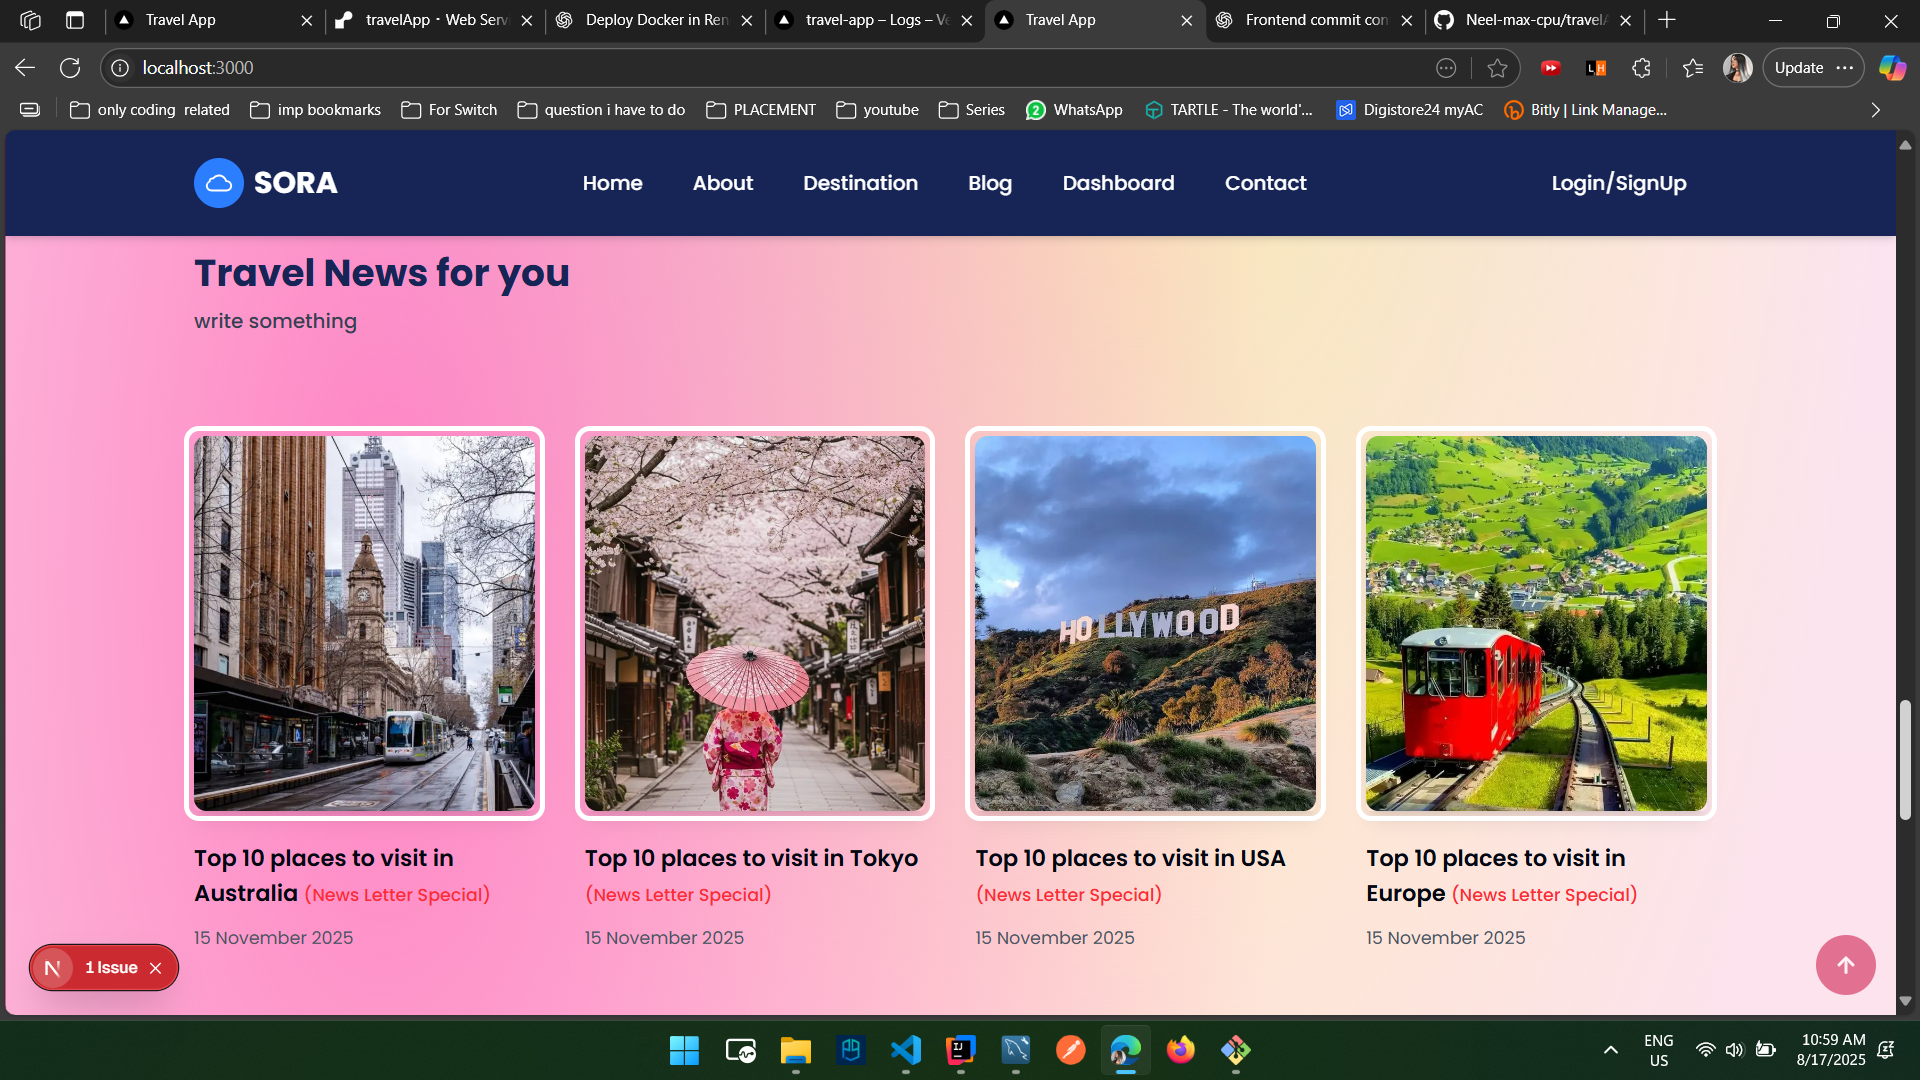 Travel App
travelApp · Web Serv
Deploy Docker in Ren
travel-app – Logs – Ve
Travel App
Frontend commit con
Neel-max-cpu/travelA
localhost:3000
Update
only coding related
imp bookmarks
For Switch
question i have to do
PLACEMENT
youtube
Series
2
WhatsApp
TARTLE - The world'...
Digistore24 myAC
Bitly | Link Manage...
SORA
Home
About
Destination
Blog
Dashboard
Contact
Login/SignUp
Travel News for you
write something
HOLLYWOOD
Top 10 places to visit in
Australia (News Letter Special)
15 November 2025
Top 10 places to visit in Tokyo
(News Letter Special)
15 November 2025
Top 10 places to visit in USA
(News Letter Special)
15 November 2025
Top 10 places to visit in
Europe (News Letter Special)
15 November 2025
N 1 Issue
ENG
US
10:59 AM
8/17/2025